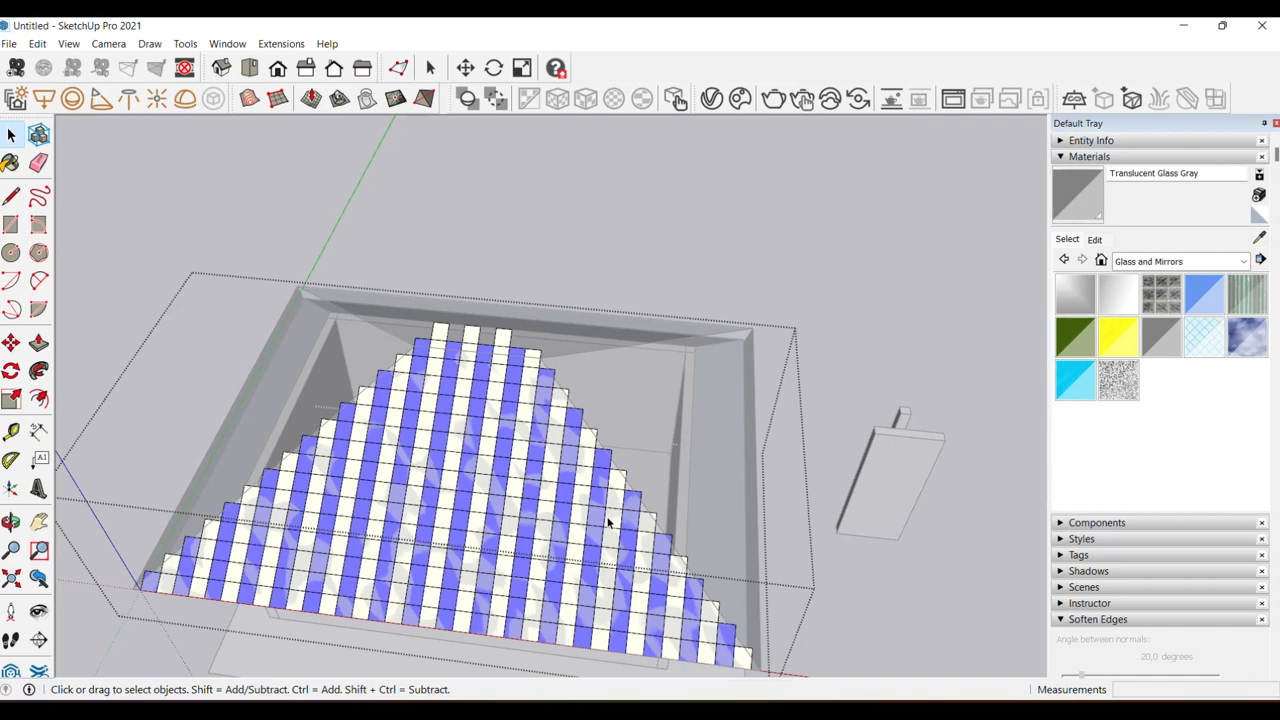 Untitled - SketchUp Pro 2021
File Edit View Camera Draw Tools Window Extensions Help
Default Tray
Entity Info
Materials
Translucent Glass Gray
Select Edit
Glass and Mirrors
A1
Components
Styles
Tags
Shadows
Scenes
Instructor
Soften Edges
Angle between normals:
20,0 degrees
Click or drag to select objects. Shift = Add/Subtract. Ctrl = Add. Shift + Ctrl = Subtract.
Measurements